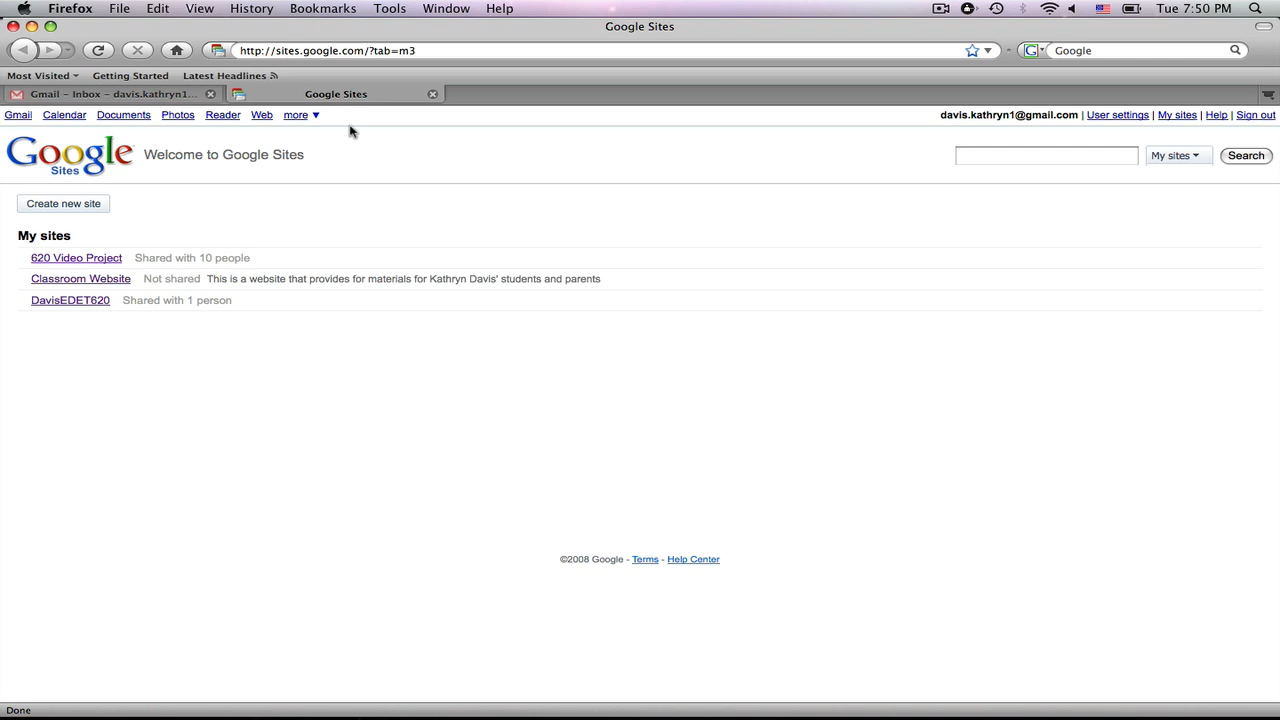 Firefox File Edit View History Bookmarks Tools Window Help Tue 7:50 PM
Google Sites
http://sites.google.com/?tab=m3 Google
Most Visited Getting Started Latest Headlines
Gmail – Inbox – davis.kathryn1... Google Sites
Gmail Calendar Documents Photos Reader Web more ▼ davis.kathryn1@gmail.com | User settings | My sites | Help | Sign out
Google Sites Welcome to Google Sites My sites Search
Create new site
My sites
620 Video Project Shared with 10 people
Classroom Website Not shared This is a website that provides for materials for Kathryn Davis' students and parents
DavisEDET620 Shared with 1 person
©2008 Google - Terms - Help Center
Done